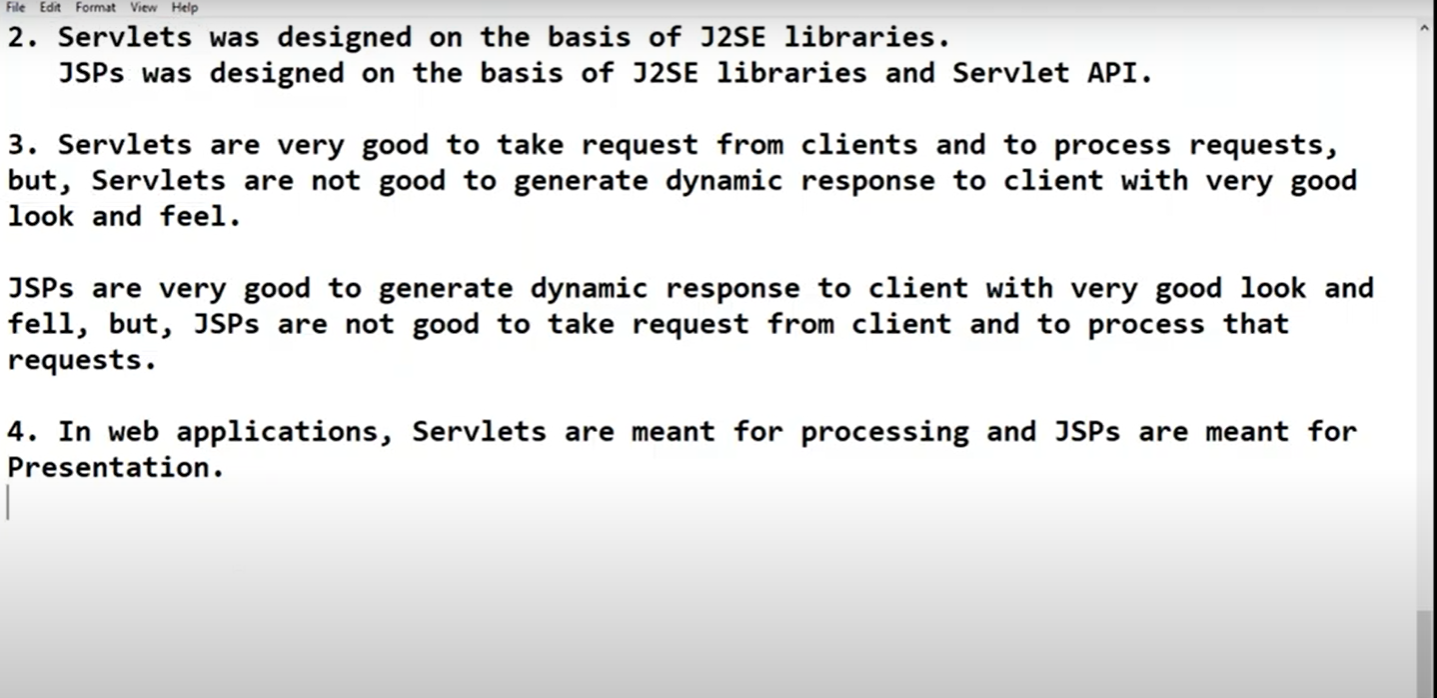 File Edit Format View Help
2. Servlets was designed on the basis of J2SE libraries.
JSPs was designed on the basis of J2SE libraries and Servlet API.
3. Servlets are very good to take request from clients and to process requests,
but, Servlets are not good to generate dynamic response to client with very good
look and feel.
JSPs are very good to generate dynamic response to client with very good look and
fell, but, JSPs are not good to take request from client and to process that
requests.
4. In web applications, Servlets are meant for processing and JSPs are meant for
Presentation.